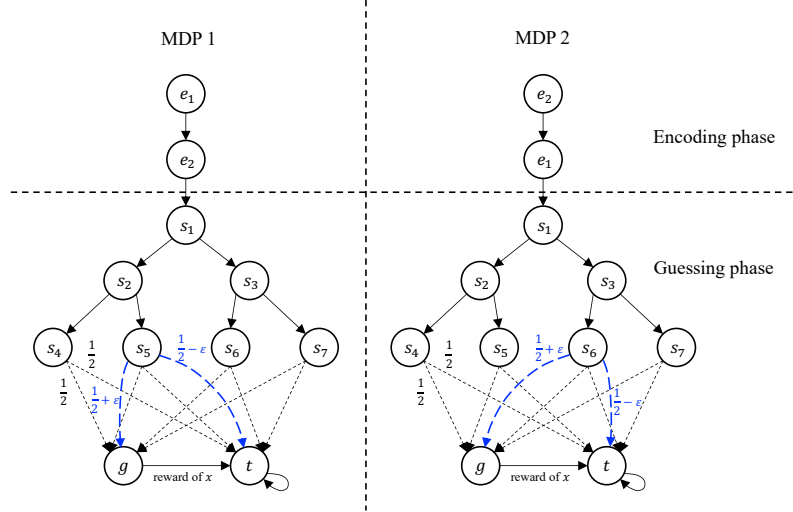 MDP 1
MDP 2
e₁
e₂
Encoding phase
e₂
e₁
s₁
s₁
s₂
s₃
s₂
s₃
Guessing phase
s₄
1/2
s₅
1/2 − ε
s₆
s₇
s₄
1/2
s₅
1/2 + ε
s₆
s₇
1/2
1/2 + ε
1/2
1/2 − ε
g
reward of x
t
g
reward of x
t